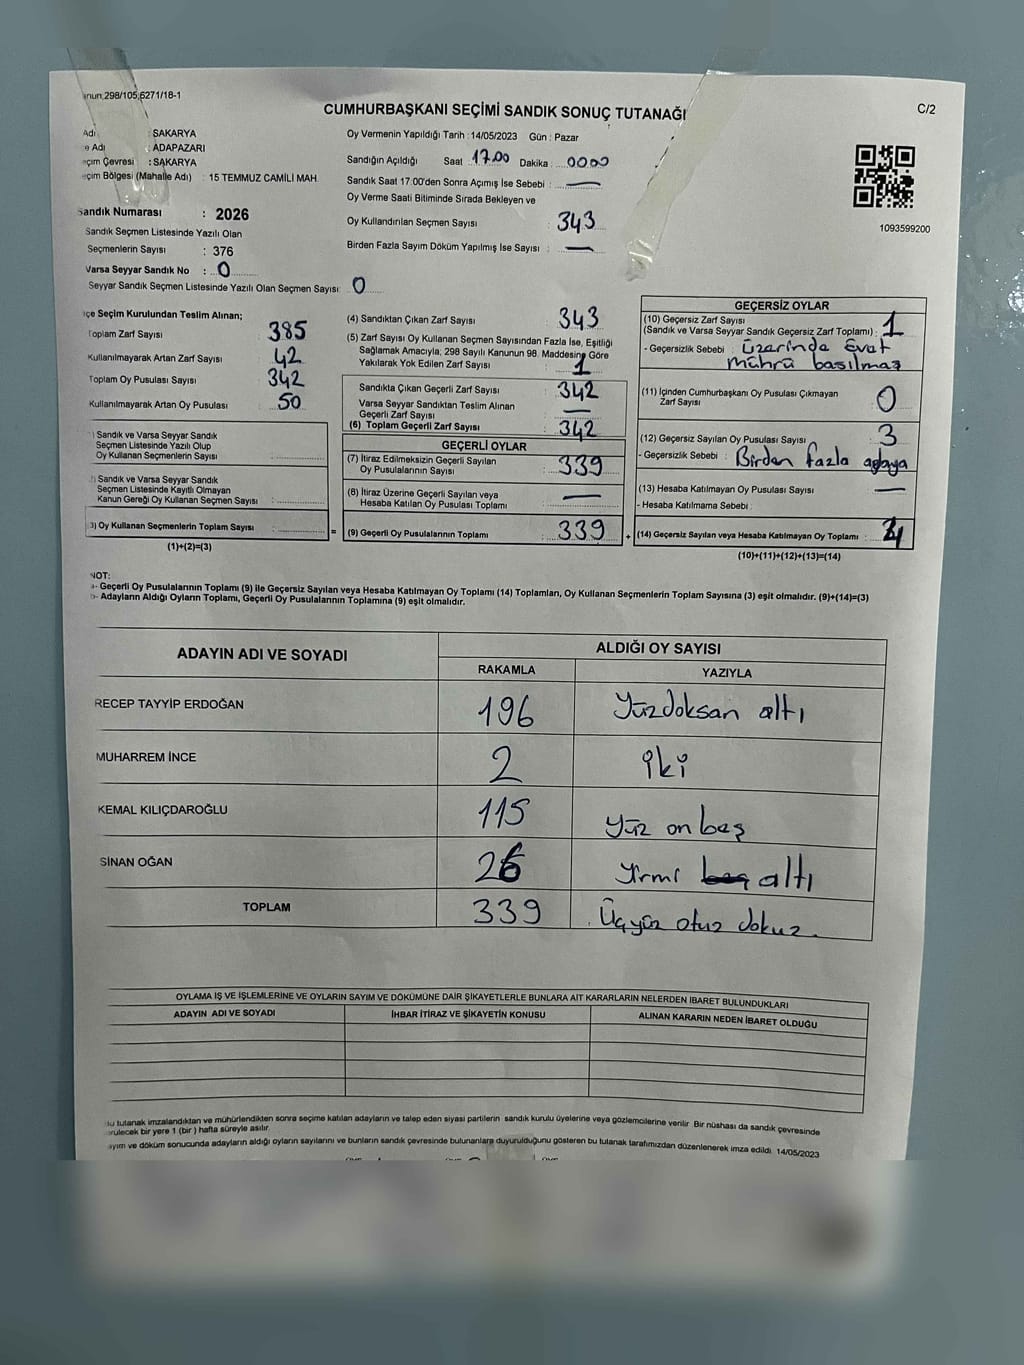 anun;298/105;6271/18-1
CUMHURBAŞKANI SEÇİMİ SANDIK SONUÇ TUTANAĞI
C/2
Adı : SAKARYA
e Adı : ADAPAZARI
eçim Çevresi : SAKARYA
eçim Bölgesi (Mahalle Adı) : 15 TEMMUZ CAMİLİ MAH.
Oy Vermenin Yapıldığı Tarih : 14/05/2023 Gün : Pazar
Sandığın Açıldığı Saat 17.00 Dakika : 0000
Sandık Saat 17:00'den Sonra Açımış İse Sebebi : —
Oy Verme Saati Bitiminde Sırada Bekleyen ve
Oy Kullandırılan Seçmen Sayısı : 343
Birden Fazla Sayım Döküm Yapılmış İse Sayısı : —
1093599200
Sandık Numarası : 2026
Sandık Seçmen Listesinde Yazılı Olan
Seçmenlerin Sayısı : 376
Varsa Seyyar Sandık No : 0
Seyyar Sandık Seçmen Listesinde Yazılı Olan Seçmen Sayısı: 0
çe Seçim Kurulundan Teslim Alınan;
Toplam Zarf Sayısı 385
Kullanılmayarak Artan Zarf Sayısı : 42
Toplam Oy Pusulası Sayısı : 342
Kullanılmayarak Artan Oy Pusulası : 50
) Sandık ve Varsa Seyyar Sandık
Seçmen Listesinde Yazılı Olup
Oy Kullanan Seçmenlerin Sayısı :
) Sandık ve Varsa Seyyar Sandık
Seçmen Listesinde Kayıtlı Olmayan
Kanun Gereği Oy Kullanan Seçmen Sayısı :
3) Oy Kullanan Seçmenlerin Toplam Sayısı : =
(1)+(2)=(3)
(4) Sandıktan Çıkan Zarf Sayısı : 343
(5) Zarf Sayısı Oy Kullanan Seçmen Sayısından Fazla İse, Eşitliği
Sağlamak Amacıyla; 298 Sayılı Kanunun 98. Maddesine Göre
Yakılarak Yok Edilen Zarf Sayısı : 1
Sandıkta Çıkan Geçerli Zarf Sayısı : 342
Varsa Seyyar Sandıktan Teslim Alınan
Geçerli Zarf Sayısı : —
(6) Toplam Geçerli Zarf Sayısı : 342
GEÇERLİ OYLAR
(7) İtiraz Edilmeksizin Geçerli Sayılan
Oy Pusulalarının Sayısı : 339
(8) İtiraz Üzerine Geçerli Sayılan veya
Hesaba Katılan Oy Pusulası Toplamı : —
(9) Geçerli Oy Pusulalarının Toplamı : 339 +
GEÇERSİZ OYLAR
(10) Geçersiz Zarf Sayısı
(Sandık ve Varsa Seyyar Sandık Geçersiz Zarf Toplamı) : 1
- Geçersizlik Sebebi : üzerinde evet
mührü basılmaz
(11) İçinden Cumhurbaşkanı Oy Pusulası Çıkmayan
Zarf Sayısı : 0
(12) Geçersiz Sayılan Oy Pusulası Sayısı : 3
- Geçersizlik Sebebi : Birden fazla
(13) Hesaba Katılmayan Oy Pusulası Sayısı : —
- Hesaba Katılmama Sebebi :
(14) Geçersiz Sayılan veya Hesaba Katılmayan Oy Toplamı : 4
(10)+(11)+(12)+(13)=(14)
NOT:
a- Geçerli Oy Pusulalarının Toplamı (9) ile Geçersiz Sayılan veya Hesaba Katılmayan Oy Toplamı (14) Toplamları, Oy Kullanan Seçmenlerin Toplam Sayısına (3) eşit olmalıdır. (9)+(14)=(3)
b- Adayların Aldığı Oyların Toplamı, Geçerli Oy Pusulalarının Toplamına (9) eşit olmalıdır.
ADAYIN ADI VE SOYADI ALDIĞI OY SAYISI
RAKAMLA YAZIYLA
RECEP TAYYİP ERDOĞAN 196 Yüzdoksan altı
MUHARREM İNCE 2 iki
KEMAL KILIÇDAROĞLU 115 yüz on beş
SİNAN OĞAN 26 yirmi beş altı
TOPLAM 339 Üçyüz otuz dokuz.
OYLAMA İŞ VE İŞLEMLERİNE VE OYLARIN SAYIM VE DÖKÜMÜNE DAİR ŞİKAYETLERLE BUNLARA AİT KARARLARIN NELERDEN İBARET BULUNDUKLARI
ADAYIN ADI VE SOYADI İHBAR İTİRAZ VE ŞİKAYETİN KONUSU ALINAN KARARIN NEDEN İBARET OLDUĞU
Bu tutanak imzalandıktan ve mühürlendikten sonra seçime katılan adayların ve talep eden siyasi partilerin sandık kurulu üyelerine veya gözlemcilerine verilir. Bir nüshası da sandık çevresinde
rülecek bir yere 1 (bir) hafta süreyle asılır.
ayım ve döküm sonucunda adayların aldığı oyların sayılarını ve bunların sandık çevresinde bulunanlara duyurulduğunu gösteren bu tutanak tarafımızdan düzenlenerek imza edildi. 14/05/2023